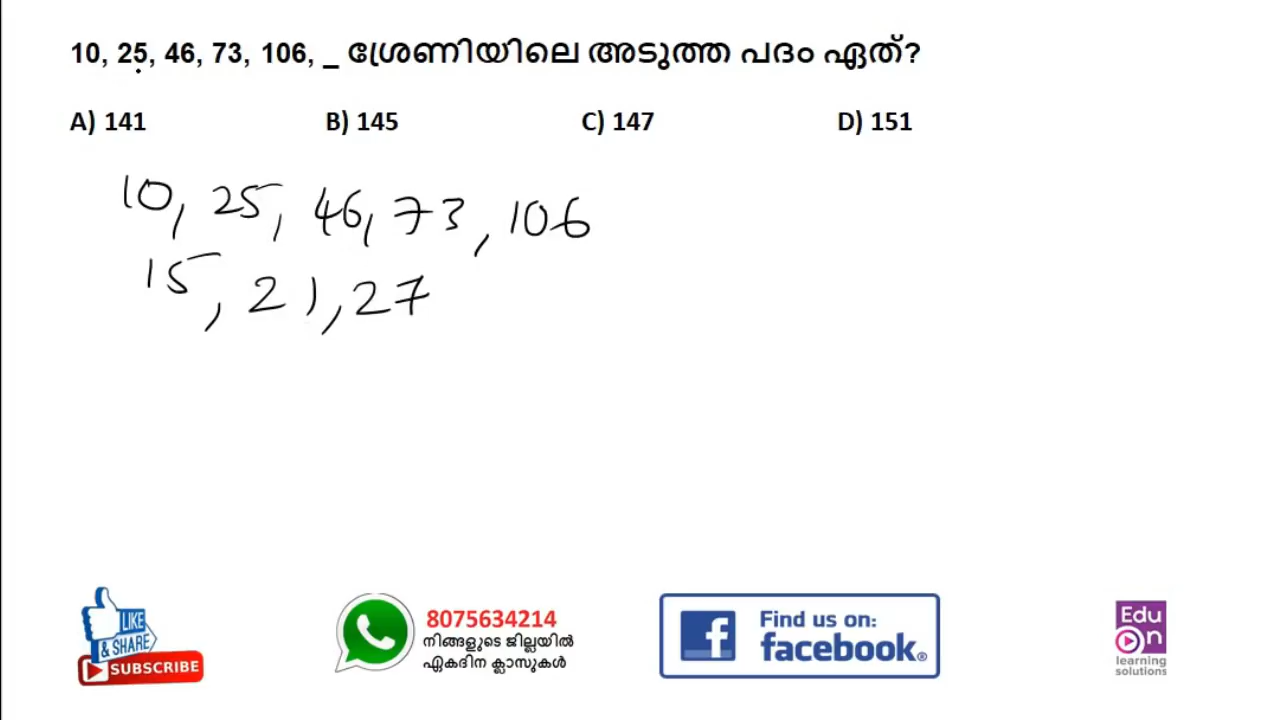 10, 25, 46, 73, 106, _ ശ്രേണിയിലെ അടുത്ത പദം ഏത്?
A) 141 B) 145 C) 147 D) 151
10, 25, 46, 73, 106
15, 21, 27
LIKE
& SHARE
SUBSCRIBE
8075634214
നിങ്ങളുടെ ജില്ലയിൽ
ഏകദിന ക്ലാസുകൾ
f
Find us on:
facebook®
Edu
On
learning
solutions